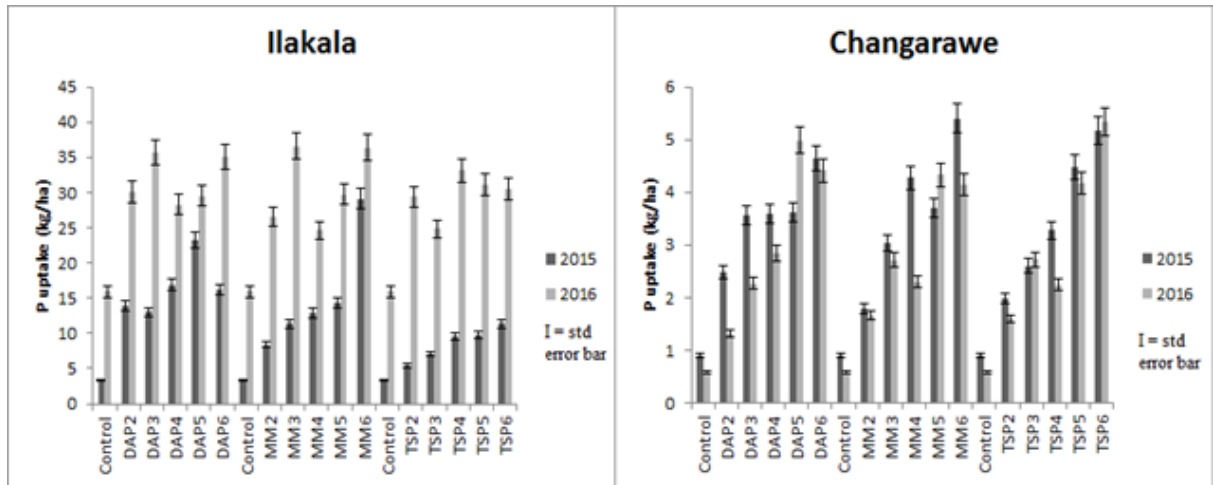 Ilakala
P uptake (kg/ha)
45
40
35
30
25
20
15
10
5
0
Control
DAP2
DAP3
DAP4
DAP5
DAP6
Control
MM2
MM3
MM4
MM5
MM6
Control
TSP2
TSP3
TSP4
TSP5
TSP6
2015
2016
I = std
error bar
Changarawe
P uptake (kg/ha)
6
5
4
3
2
1
0
Control
DAP2
DAP3
DAP4
DAP5
DAP6
Control
MM2
MM3
MM4
MM5
MM6
Control
TSP2
TSP3
TSP4
TSP5
TSP6
2015
2016
I = std
error bar